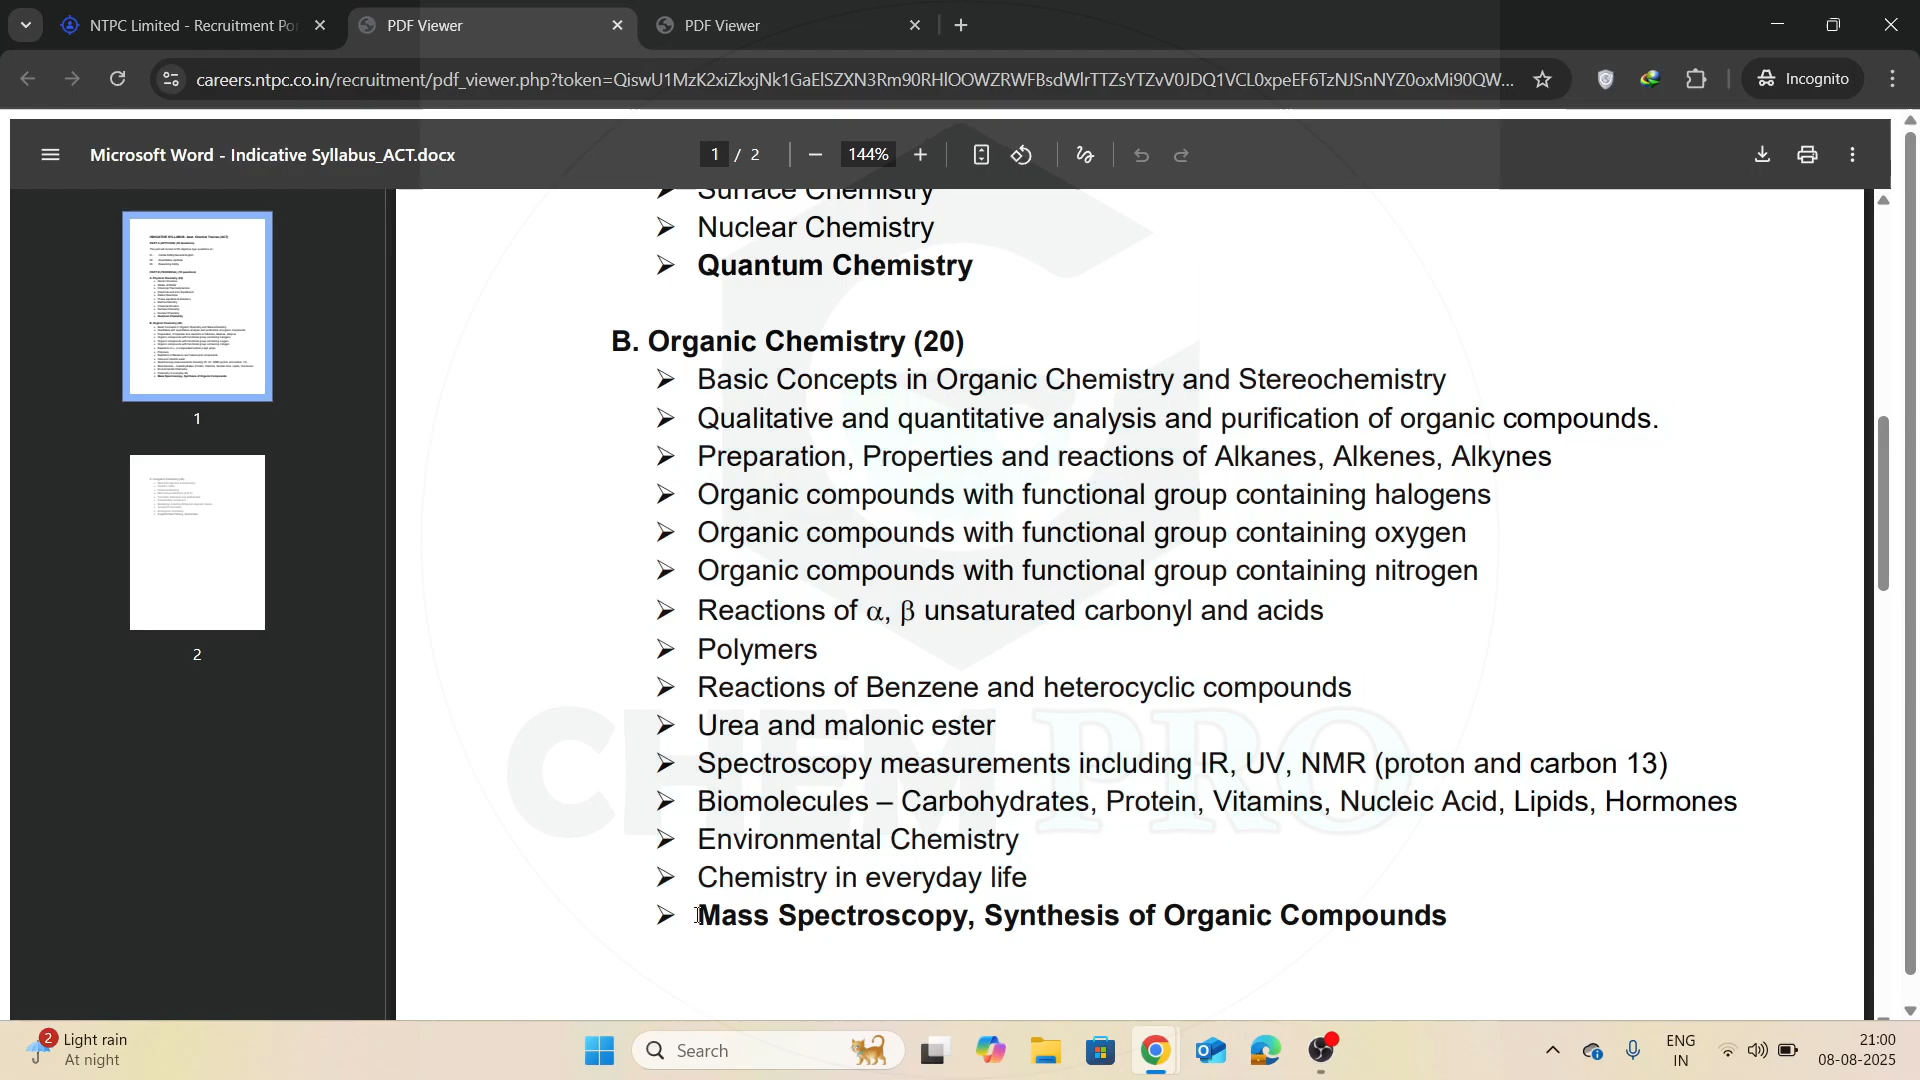 NTPC Limited - Recruitment Po
PDF Viewer
PDF Viewer
careers.ntpc.co.in/recruitment/pdf_viewer.php?token=QiswU1MzK2xiZkxjNk1GaElSZXN3Rm90RHlOOWZRWFBsdWlrTTZsYTZvV0JDQ1VCL0xpeEF6TzNJSnNYZ0oxMi90QW...
Incognito
Microsoft Word - Indicative Syllabus_ACT.docx
1 / 2
144%
Surface Chemistry
Nuclear Chemistry
Quantum Chemistry
B. Organic Chemistry (20)
Basic Concepts in Organic Chemistry and Stereochemistry
Qualitative and quantitative analysis and purification of organic compounds.
Preparation, Properties and reactions of Alkanes, Alkenes, Alkynes
Organic compounds with functional group containing halogens
Organic compounds with functional group containing oxygen
Organic compounds with functional group containing nitrogen
Reactions of α, β unsaturated carbonyl and acids
Polymers
Reactions of Benzene and heterocyclic compounds
Urea and malonic ester
Spectroscopy measurements including IR, UV, NMR (proton and carbon 13)
Biomolecules – Carbohydrates, Protein, Vitamins, Nucleic Acid, Lipids, Hormones
Environmental Chemistry
Chemistry in everyday life
Mass Spectroscopy, Synthesis of Organic Compounds
1
2
CHEM PRO
2
Light rain
At night
Search
ENG
IN
21:00
08-08-2025